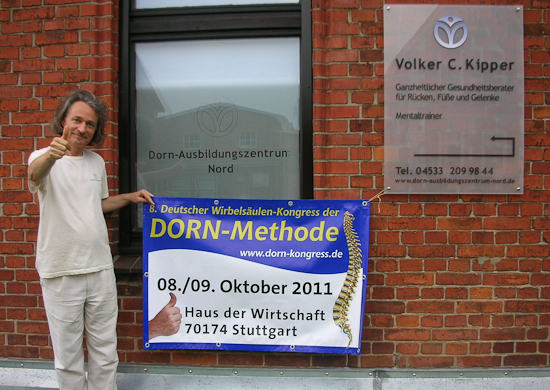 Volker C. Kipper
Ganzheitlicher Gesundheitsberater
für Rücken, Füße und Gelenke
Mentaltrainer
Tel. 04533 209 98 44
www.dorn-ausbildungszentrum-nord.de
Dorn-Ausbildungszentrum
Nord
8. Deutscher Wirbelsäulen-Kongress der
DORN-Methode
www.dorn-kongress.de
08./09. Oktober 2011
Haus der Wirtschaft
70174 Stuttgart